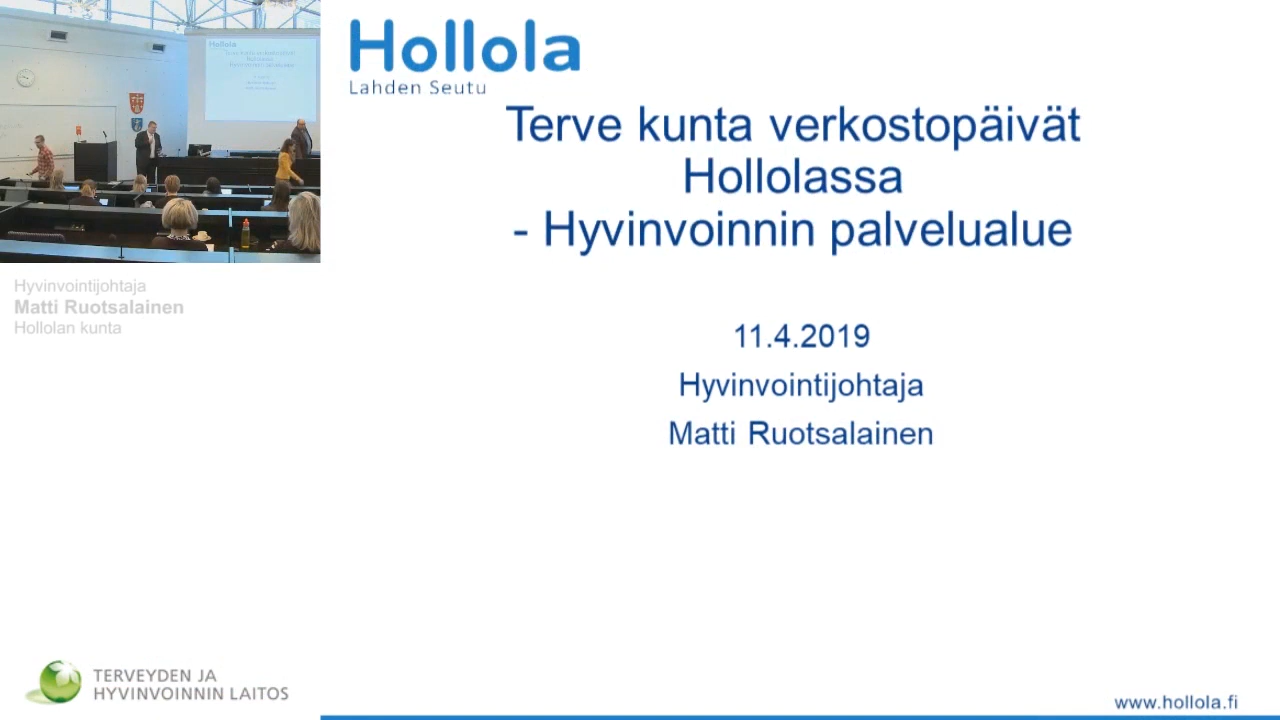 Hollola
Lahden Seutu
Terve kunta verkostopäivät
Hollolassa
- Hyvinvoinnin palvelualue
11.4.2019
Hyvinvointijohtaja
Matti Ruotsalainen
Hyvinvointijohtaja
Matti Ruotsalainen
Hollolan kunta
TERVEYDEN JA
HYVINVOINNIN LAITOS
www.hollola.fi